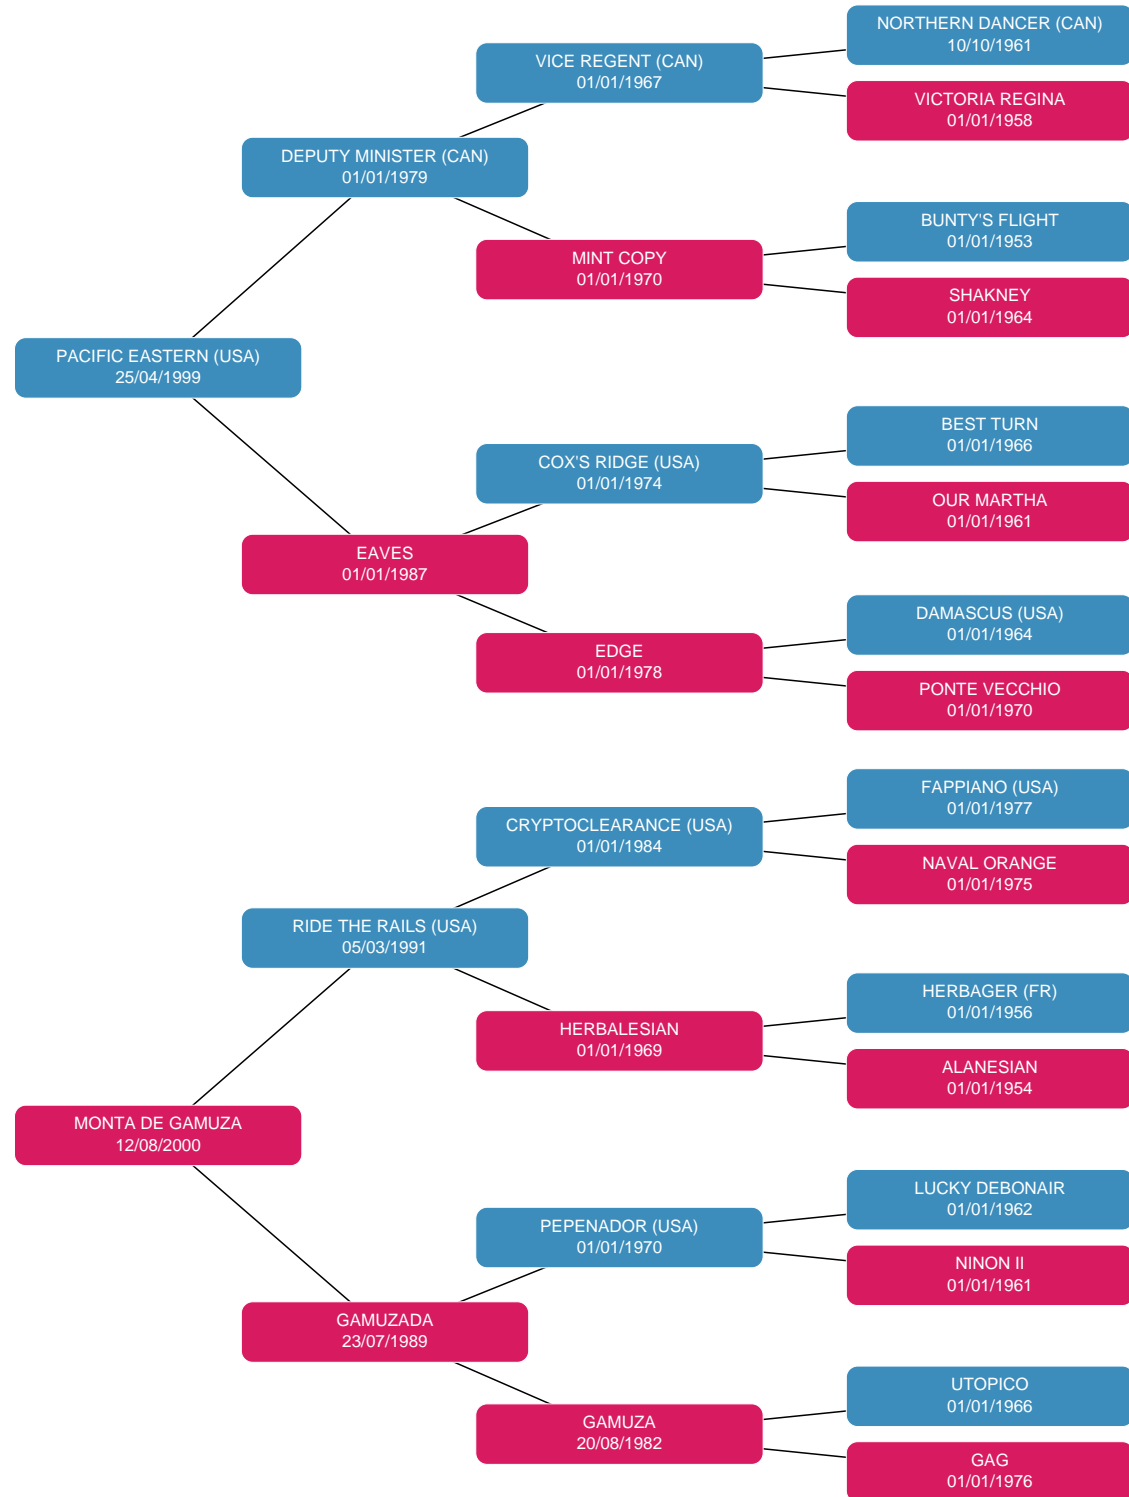 NORTHERN DANCER (CAN)
10/10/1961
VICE REGENT (CAN)
01/01/1967
VICTORIA REGINA
01/01/1958
DEPUTY MINISTER (CAN)
01/01/1979
BUNTY'S FLIGHT
01/01/1953
MINT COPY
01/01/1970
SHAKNEY
01/01/1964
PACIFIC EASTERN (USA)
25/04/1999
BEST TURN
01/01/1966
COX'S RIDGE (USA)
01/01/1974
OUR MARTHA
01/01/1961
EAVES
01/01/1987
DAMASCUS (USA)
01/01/1964
EDGE
01/01/1978
PONTE VECCHIO
01/01/1970
FAPPIANO (USA)
01/01/1977
CRYPTOCLEARANCE (USA)
01/01/1984
NAVAL ORANGE
01/01/1975
RIDE THE RAILS (USA)
05/03/1991
HERBAGER (FR)
01/01/1956
HERBALESIAN
01/01/1969
ALANESIAN
01/01/1954
MONTA DE GAMUZA
12/08/2000
LUCKY DEBONAIR
01/01/1962
PEPENADOR (USA)
01/01/1970
NINON II
01/01/1961
GAMUZADA
23/07/1989
UTOPICO
01/01/1966
GAMUZA
20/08/1982
GAG
01/01/1976